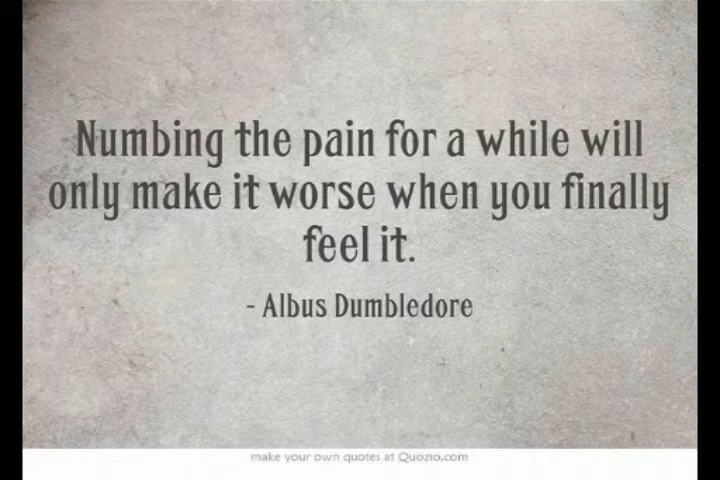 Numbing the pain for a while will
only make it worse when you finally
feel it.
- Albus Dumbledore
make your own quotes at Quozio.com